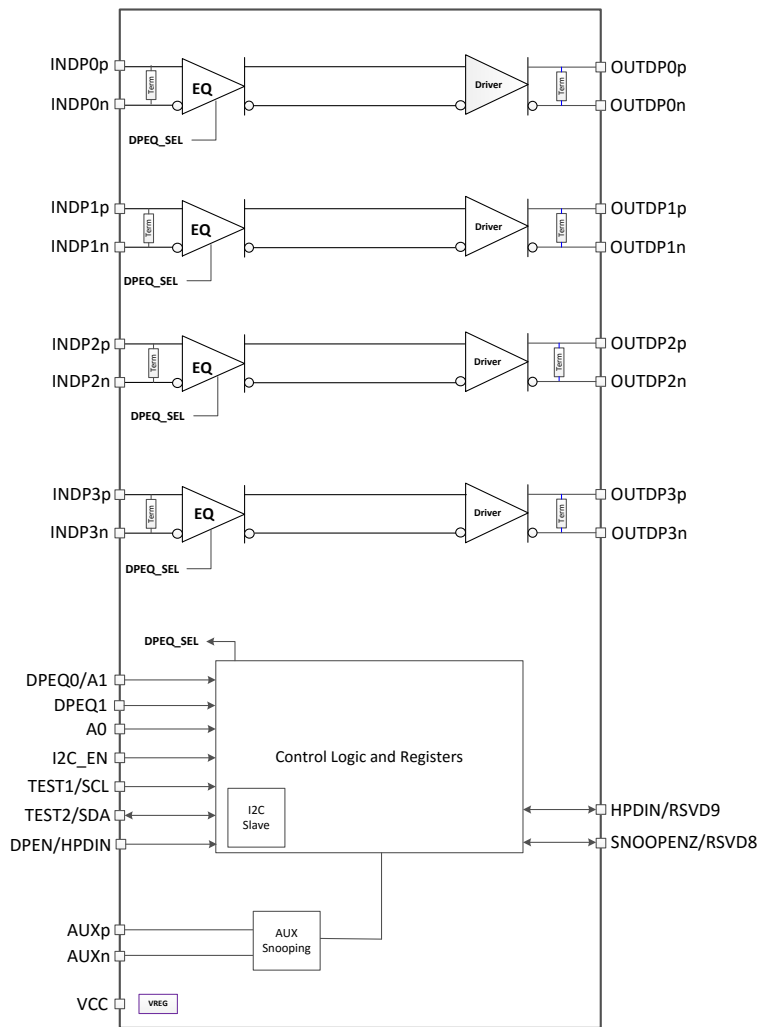 INDP0p
Term
EQ
Driver
Term
OUTDP0p
INDP0n
OUTDP0n
DPEQ_SEL
INDP1p
Term
EQ
Driver
Term
OUTDP1p
INDP1n
OUTDP1n
DPEQ_SEL
INDP2p
Term
EQ
Driver
Term
OUTDP2p
INDP2n
OUTDP2n
DPEQ_SEL
INDP3p
Term
EQ
Driver
Term
OUTDP3p
INDP3n
OUTDP3n
DPEQ_SEL
DPEQ_SEL
DPEQ0/A1
DPEQ1
A0
I2C_EN
TEST1/SCL
TEST2/SDA
DPEN/HPDIN
Control Logic and Registers
I2C
Slave
HPDIN/RSVD9
SNOOPENZ/RSVD8
AUXp
AUXn
AUX
Snooping
VCC
VREG